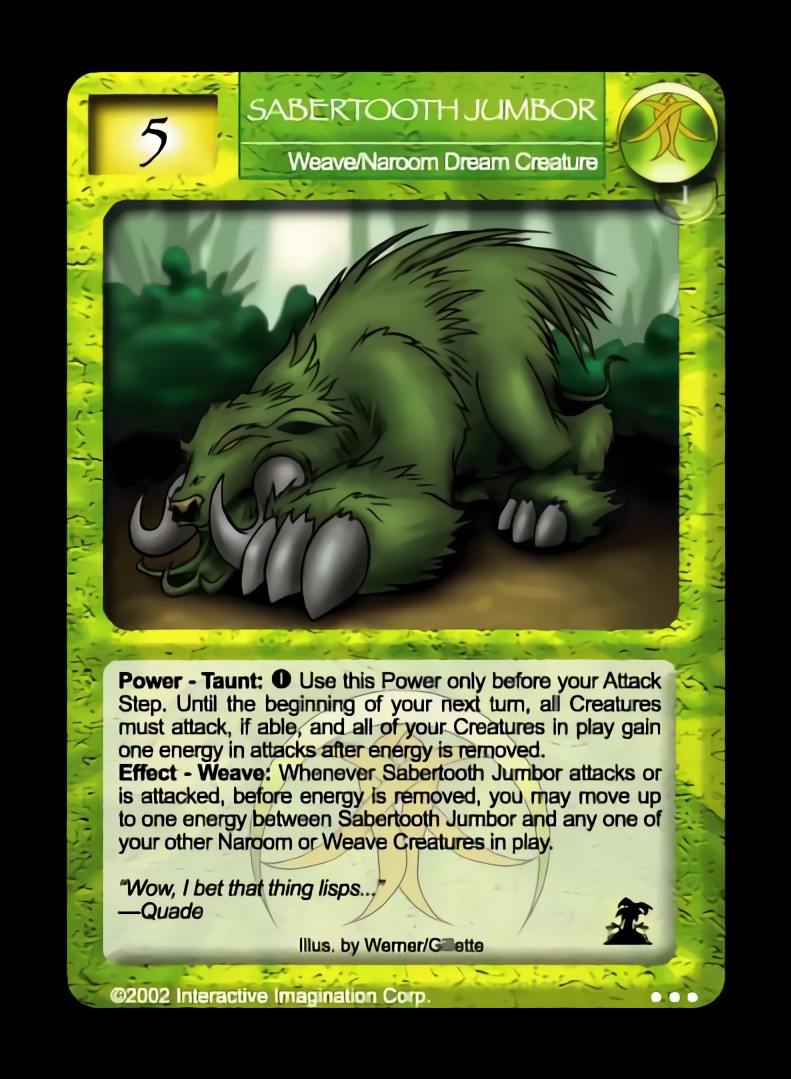 5
SABERTOOTH JUMBOR
Weave/Naroom Dream Creature
1
Power - Taunt: 1 Use this Power only before your Attack
Step. Until the beginning of your next turn, all Creatures
must attack, if able, and all of your Creatures in play gain
one energy in attacks after energy is removed.
Effect - Weave: Whenever Sabertooth Jumbor attacks or
is attacked, before energy is removed, you may move up
to one energy between Sabertooth Jumbor and any one of
your other Naroom or Weave Creatures in play.
"Wow, I bet that thing lisps..."
—Quade
Illus. by
©2002 Interactive Imagination Corp.